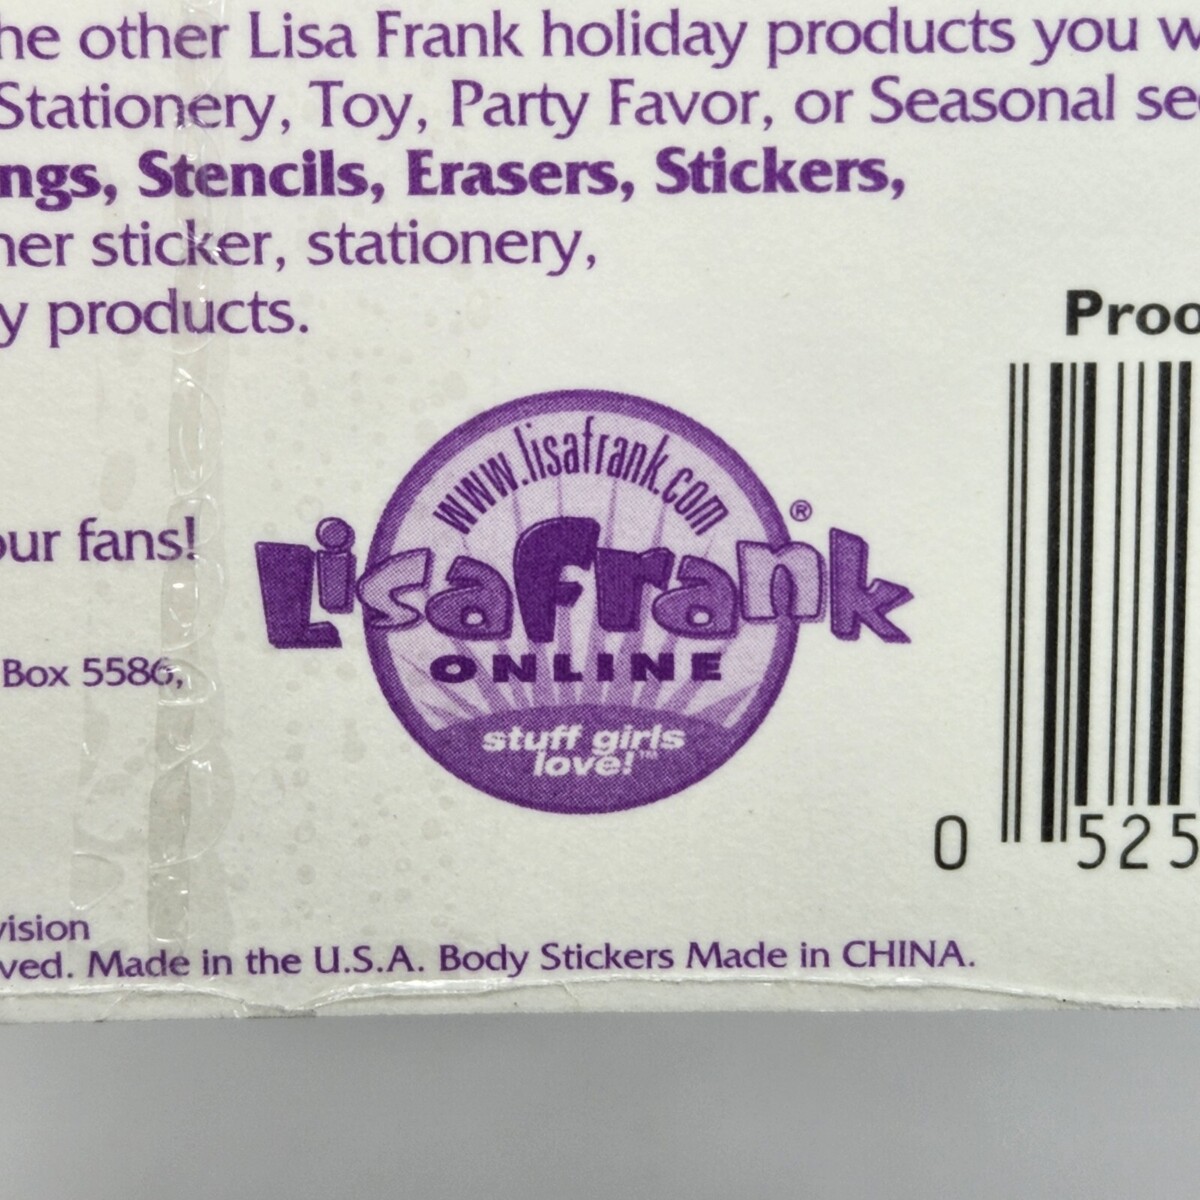 he other Lisa Frank holiday products you w
Stationery, Toy, Party Favor, or Seasonal se
ngs, Stencils, Erasers, Stickers,
her sticker, stationery,
y products.
Proo
www.lisafrank.com
our fans!
LisaFrank®
ONLINE
Box 5586,
stuff girls
love!™
0 525
vision
ved. Made in the U.S.A. Body Stickers Made in CHINA.